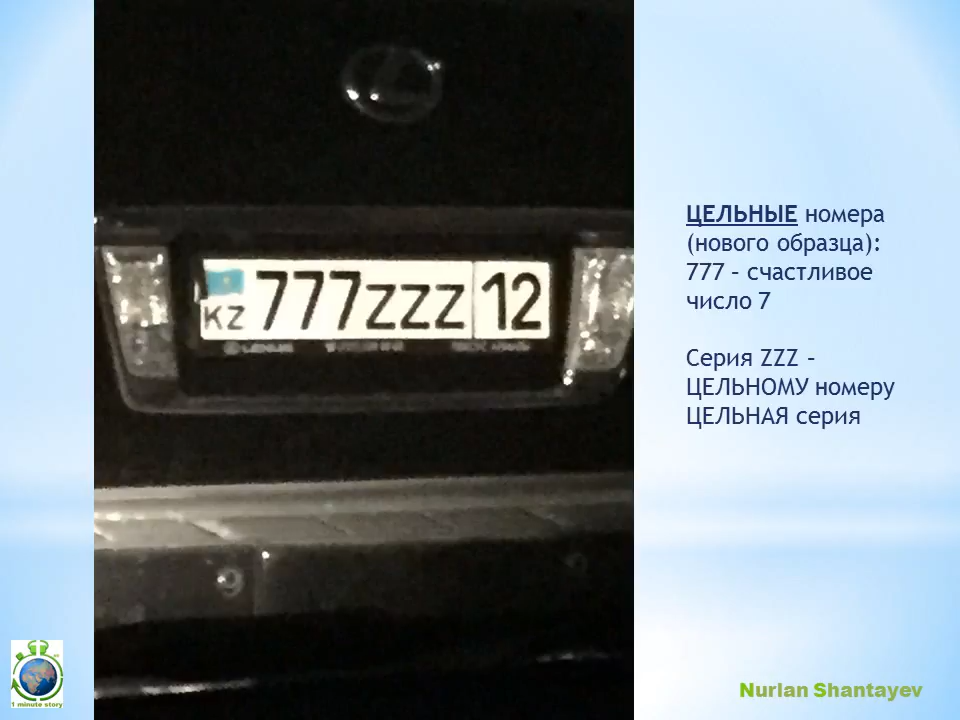 KZ
777ZZZ 12
ЦЕЛЬНЫЕ номера
(нового образца):
777 – счастливое
число 7
Серия ZZZ –
ЦЕЛЬНОМУ номеру
ЦЕЛЬНАЯ серия
1 minute story
Nurlan Shantayev